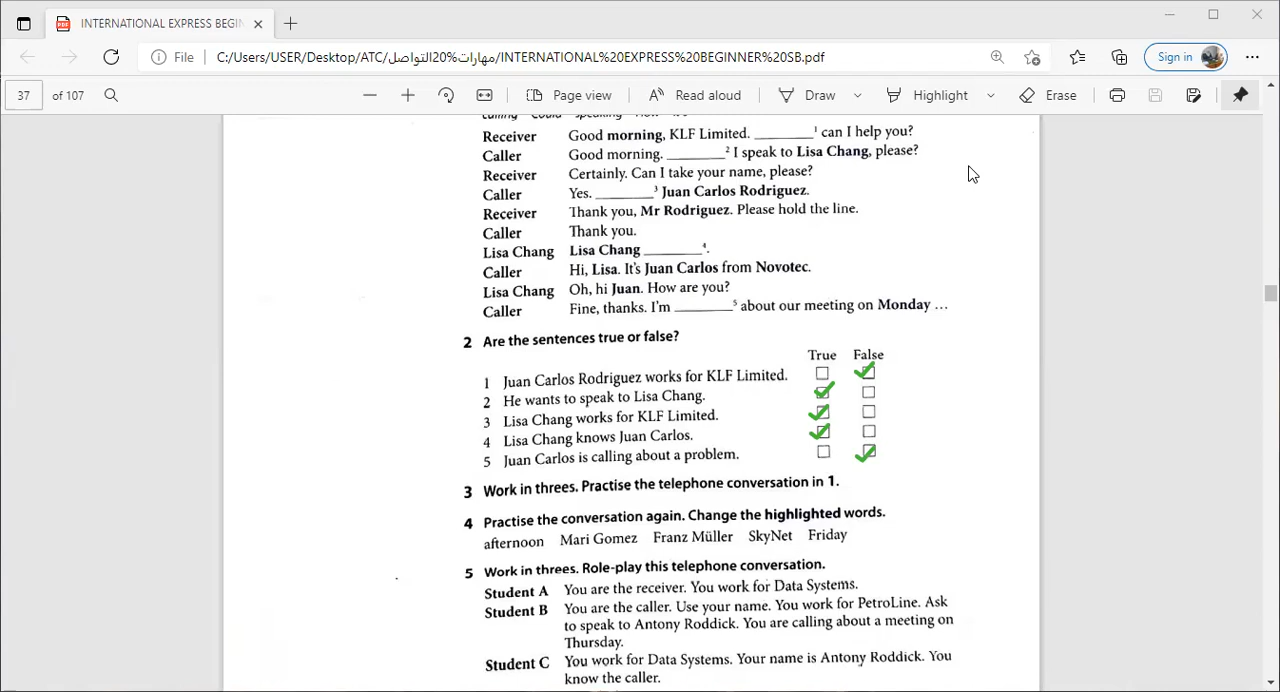 INTERNATIONAL EXPRESS BEGIN
File C:/Users/USER/Desktop/ATC/مهارات%20التواصل/INTERNATIONAL%20EXPRESS%20BEGINNER%20SB.pdf
Sign in
37 of 107
Page view
Read aloud
Draw
Highlight
Erase
calling Could speaking How It's
Receiver Good morning, KLF Limited. ________¹ can I help you?
Caller Good morning. ________² I speak to Lisa Chang, please?
Receiver Certainly. Can I take your name, please?
Caller Yes. ________³ Juan Carlos Rodriguez.
Receiver Thank you, Mr Rodriguez. Please hold the line.
Caller Thank you.
Lisa Chang Lisa Chang ________⁴.
Caller Hi, Lisa. It's Juan Carlos from Novotec.
Lisa Chang Oh, hi Juan. How are you?
Caller Fine, thanks. I'm ________⁵ about our meeting on Monday …
2 Are the sentences true or false?
True False
1 Juan Carlos Rodriguez works for KLF Limited.
2 He wants to speak to Lisa Chang.
3 Lisa Chang works for KLF Limited.
4 Lisa Chang knows Juan Carlos.
5 Juan Carlos is calling about a problem.
3 Work in threes. Practise the telephone conversation in 1.
4 Practise the conversation again. Change the highlighted words.
afternoon Mari Gomez Franz Müller SkyNet Friday
5 Work in threes. Role-play this telephone conversation.
Student A You are the receiver. You work for Data Systems.
Student B You are the caller. Use your name. You work for PetroLine. Ask
to speak to Antony Roddick. You are calling about a meeting on
Thursday.
Student C You work for Data Systems. Your name is Antony Roddick. You
know the caller.